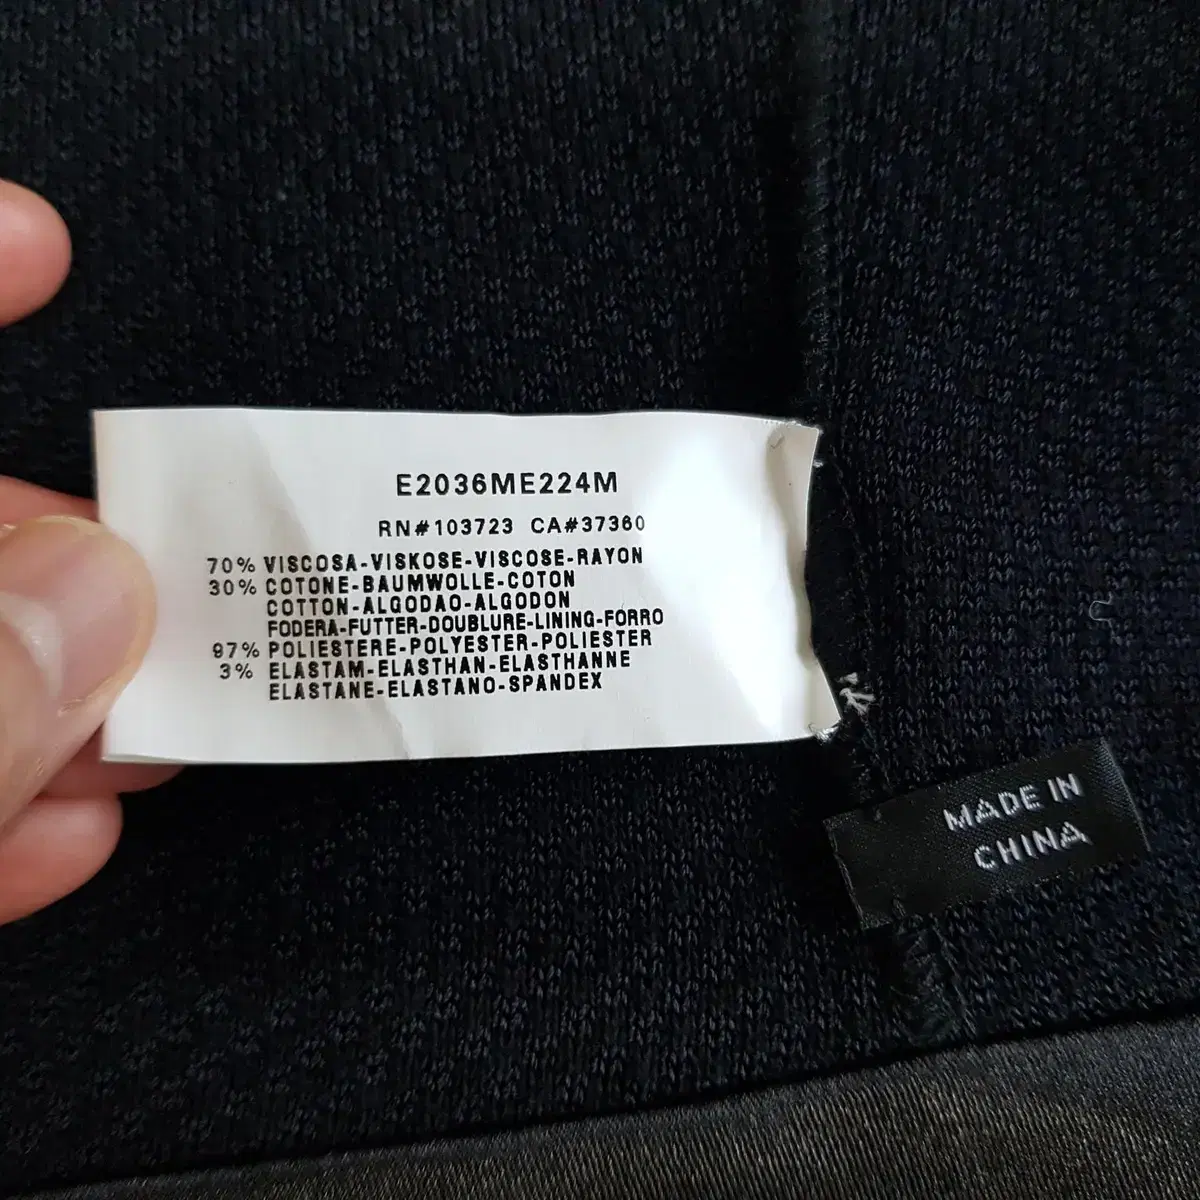 E2036ME224M
RN#103723 CA#37360
70% VISCOSA-VISKOSE-VISCOSE-RAYON
30% COTONE-BAUMWOLLE-COTON
COTTON-ALGODAO-ALGODON
FODERA-FUTTER-DOUBLURE-LINING-FORRO
97% POLIESTERE-POLYESTER-POLIESTER
3% ELASTAM-ELASTHAN-ELASTHANNE
ELASTANE-ELASTANO-SPANDEX
MADE IN
CHINA